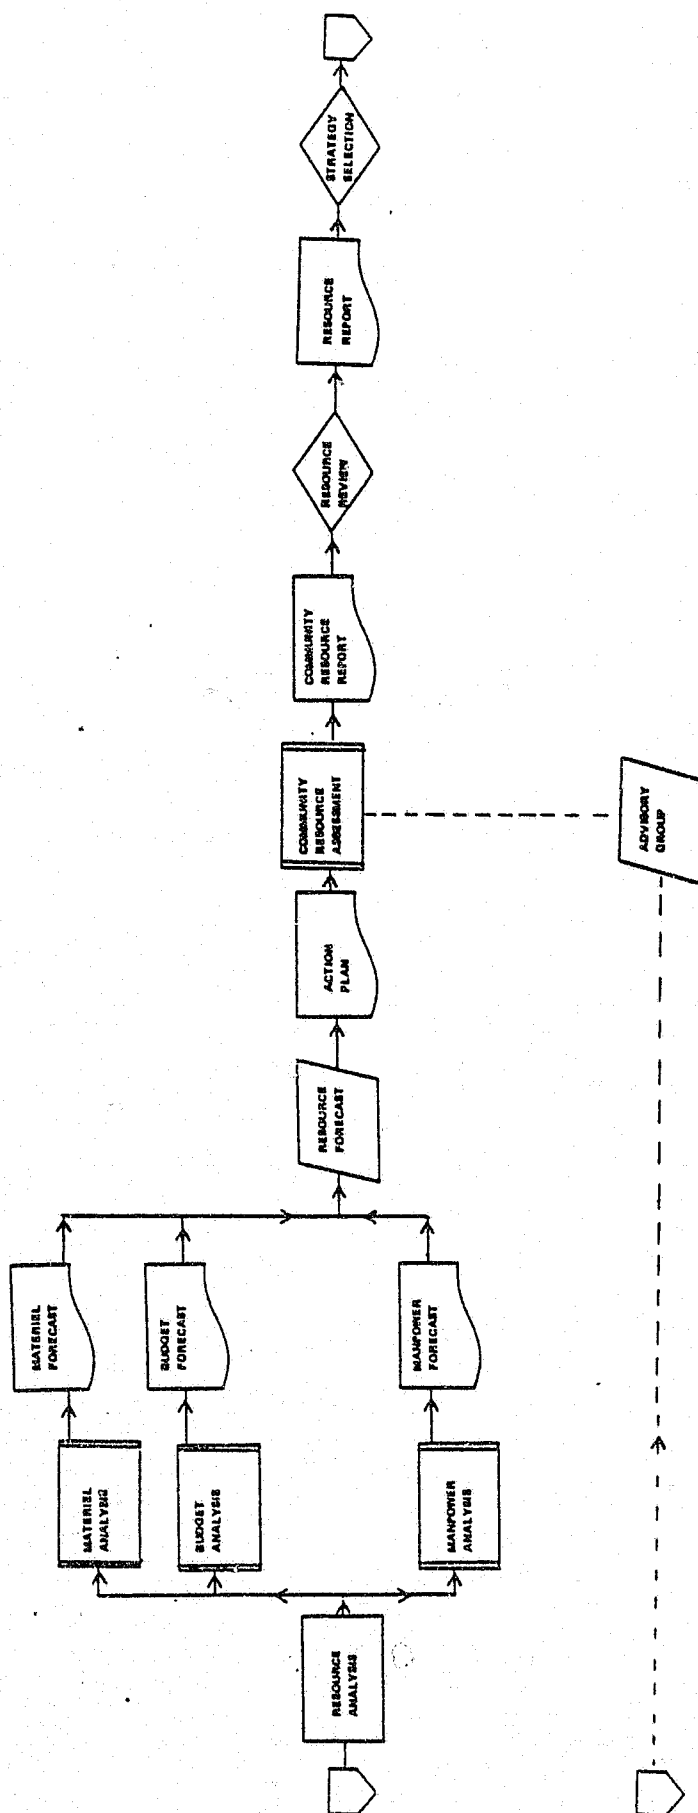 RESOURCE
ANALYSIS
MATERIEL
ANALYSIS
BUDGET
ANALYSIS
MANPOWER
ANALYSIS
MATERIEL
FORECAST
BUDGET
FORECAST
MANPOWER
FORECAST
RESOURCE
FORECAST
ACTION
PLAN
COMMUNITY
RESOURCE
ASSESSMENT
COMMUNITY
RESOURCE
REPORT
RESOURCE
REVIEW
RESOURCE
REPORT
STRATEGY
SELECTION
ADVISORY
GROUP